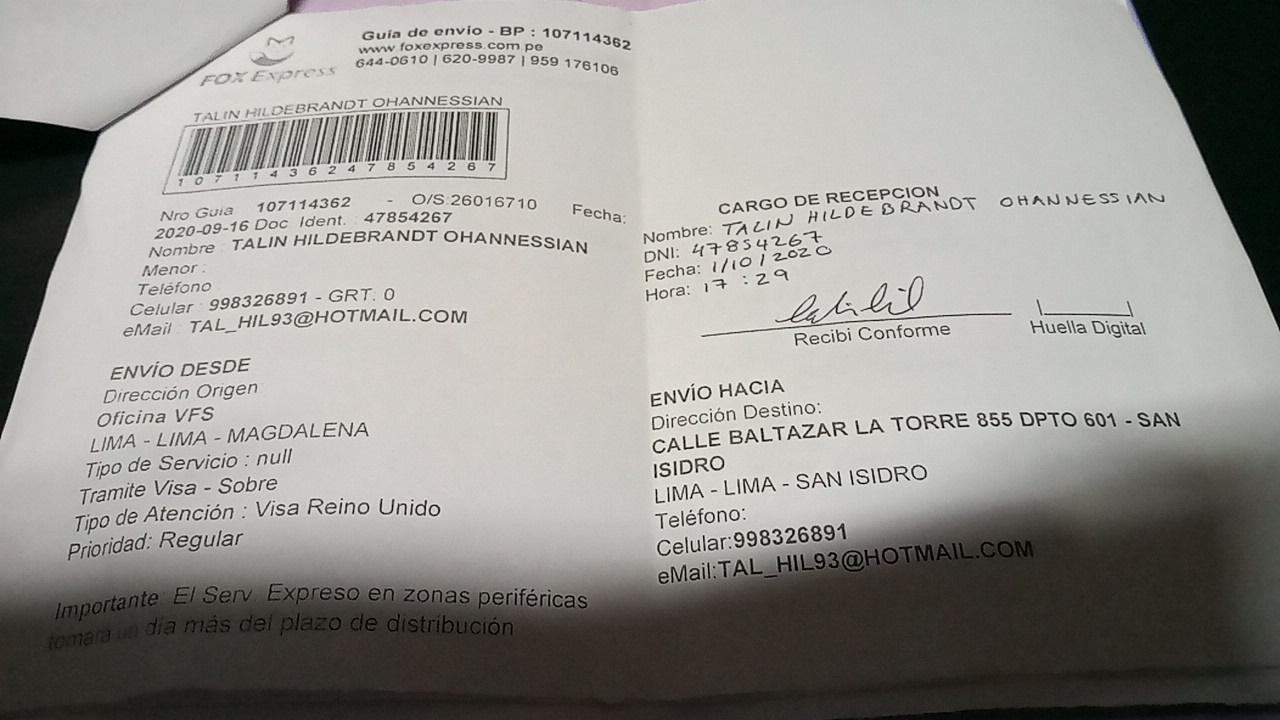 FOX Express
Guía de envío - BP : 107114362
www.foxexpress.com.pe
644-0610 | 620-9987 | 959 176106
TALIN HILDEBRANDT OHANNESSIAN
10711436247854267
Nro Guia 107114362 - O/S:26016710 Fecha:
2020-09-16 Doc Ident. : 47854267
Nombre TALIN HILDEBRANDT OHANNESSIAN
Menor :
Teléfono
Celular : 998326891 - GRT: 0
eMail : TAL_HIL93@HOTMAIL.COM
ENVÍO DESDE
Dirección Origen
Oficina VFS
LIMA - LIMA - MAGDALENA
Tipo de Servicio : null
Tramite Visa - Sobre
Tipo de Atención : Visa Reino Unido
Prioridad: Regular
Importante El Serv Expreso en zonas periféricas
tomara un día más del plazo de distribución
CARGO DE RECEPCION
Nombre: TALIN HILDEBRANDT OHANNESSIAN
DNI: 47854267
Fecha: 1/10/2020
Hora: 17:29
Recibi Conforme
Huella Digital
ENVÍO HACIA
Dirección Destino:
CALLE BALTAZAR LA TORRE 855 DPTO 601 - SAN
ISIDRO
LIMA - LIMA - SAN ISIDRO
Teléfono:
Celular:998326891
eMail:TAL_HIL93@HOTMAIL.COM